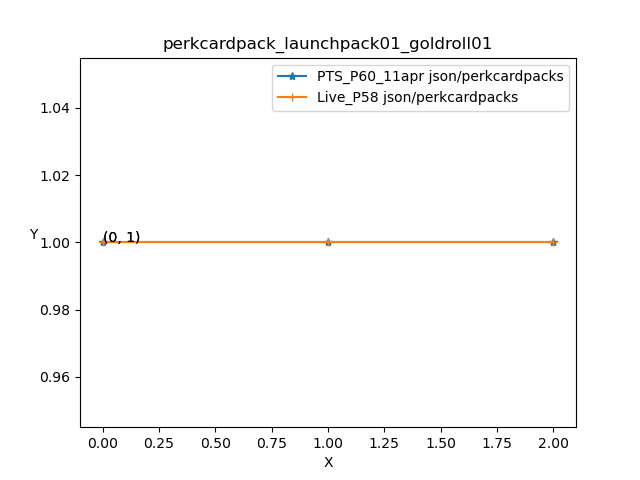 perkcardpack_launchpack01_goldroll01
PTS_P60_11apr json/perkcardpacks
Live_P58 json/perkcardpacks
1.04
1.02
Y
1.00
0.98
0.96
(0, 1)
0.00 0.25 0.50 0.75 1.00 1.25 1.50 1.75 2.00
X